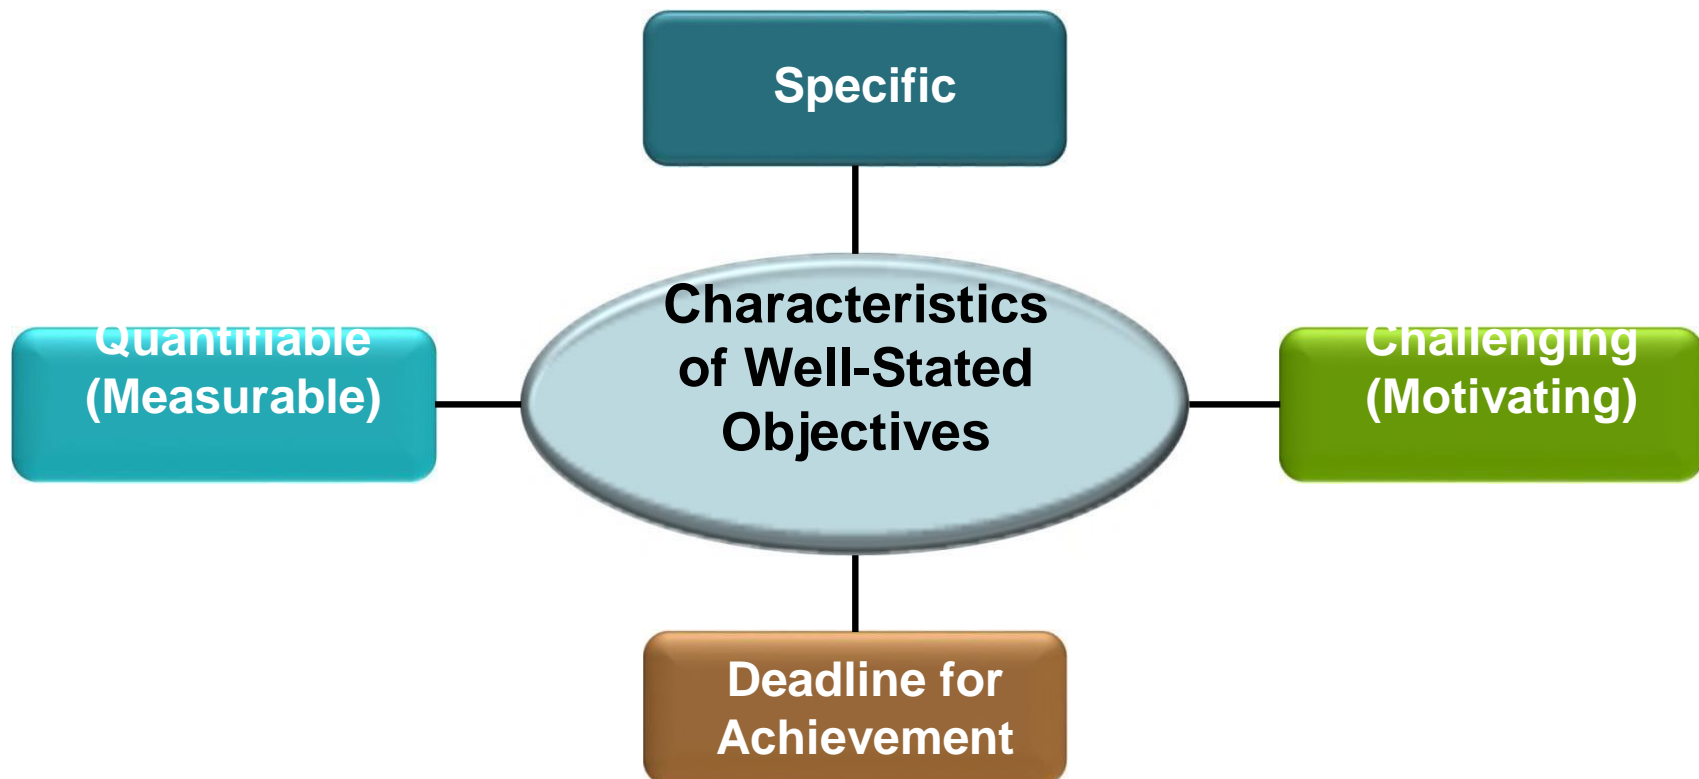 Specific
Characteristics
of Well-Stated
Objectives
Quantifiable
(Measurable)
Challenging
(Motivating)
Deadline for
Achievement